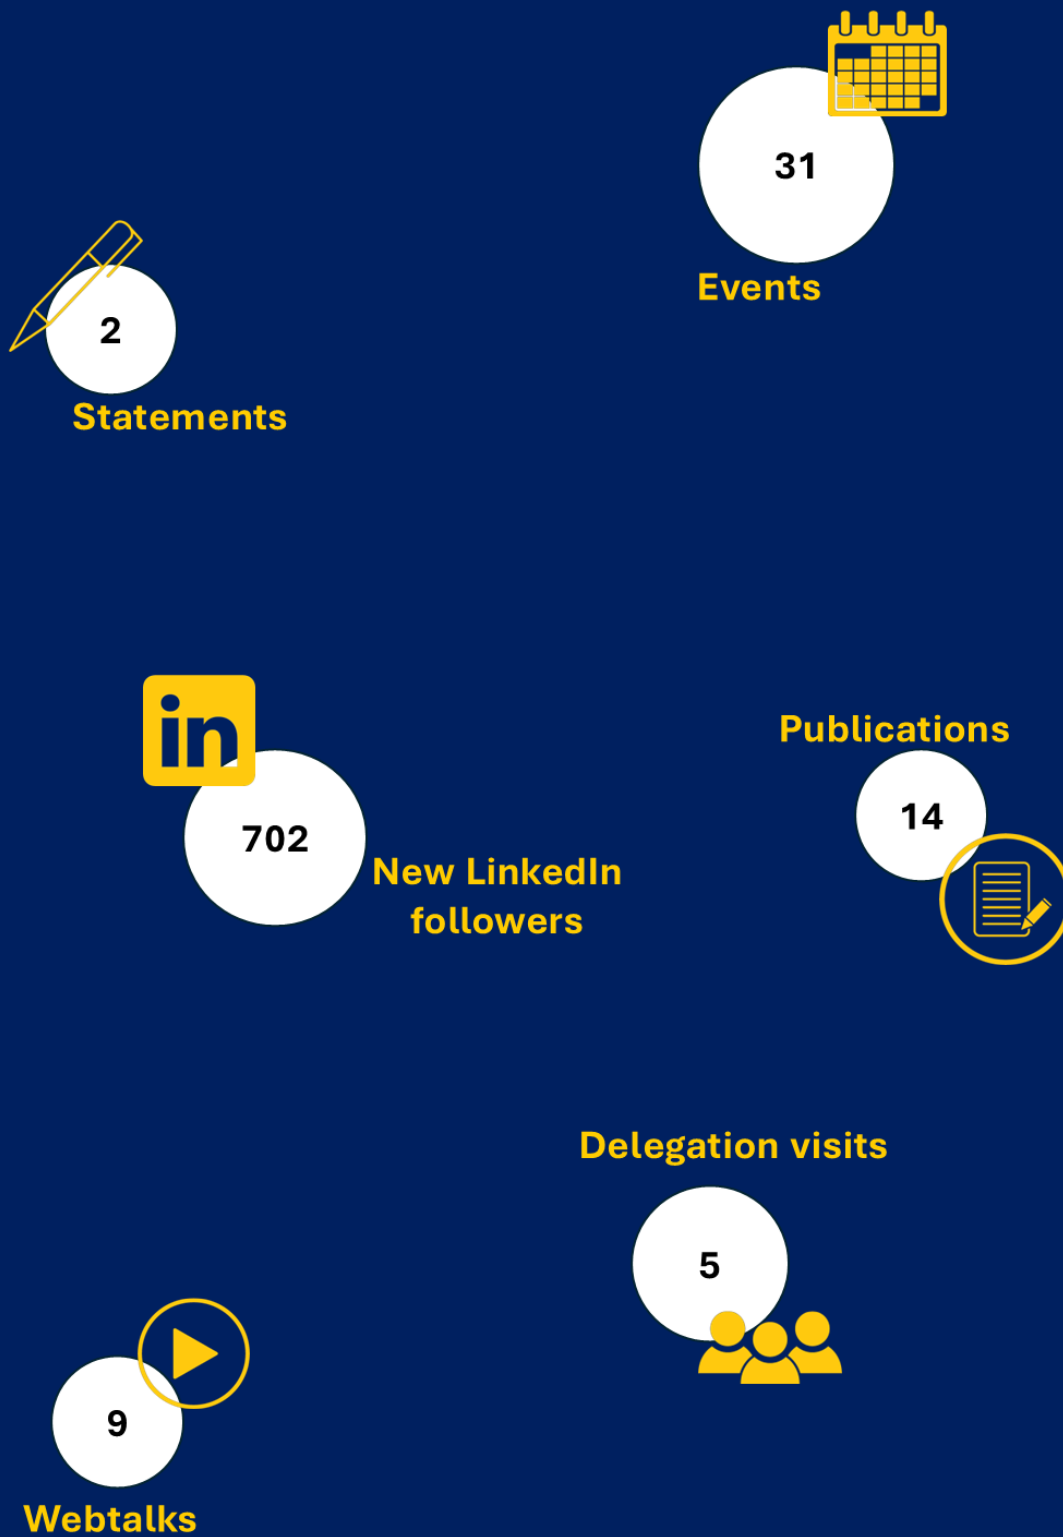 31
Events
2
Statements
in
702
New LinkedIn
followers
Publications
14
Delegation visits
5
9
Webtalks